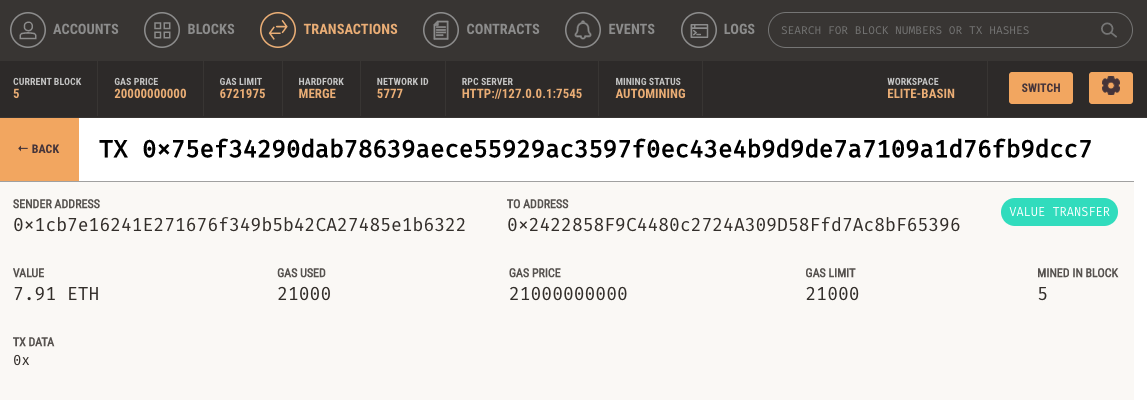 ACCOUNTS BLOCKS TRANSACTIONS CONTRACTS EVENTS LOGS SEARCH FOR BLOCK NUMBERS OR TX HASHES
CURRENT BLOCK GAS PRICE GAS LIMIT HARDFORK NETWORK ID RPC SERVER MINING STATUS WORKSPACE
5 20000000000 6721975 MERGE 5777 HTTP://127.0.0.1:7545 AUTOMINING ELITE-BASIN SWITCH
← BACK TX 0×75ef34290dab78639aece55929ac3597f0ec43e4b9d9de7a7109a1d76fb9dcc7
SENDER ADDRESS TO ADDRESS
0×1cb7e16241E271676f349b5b42CA27485e1b6322 0×2422858F9C4480c2724A309D58Ffd7Ac8bF65396 VALUE TRANSFER
VALUE GAS USED GAS PRICE GAS LIMIT MINED IN BLOCK
7.91 ETH 21000 21000000000 21000 5
TX DATA
0x